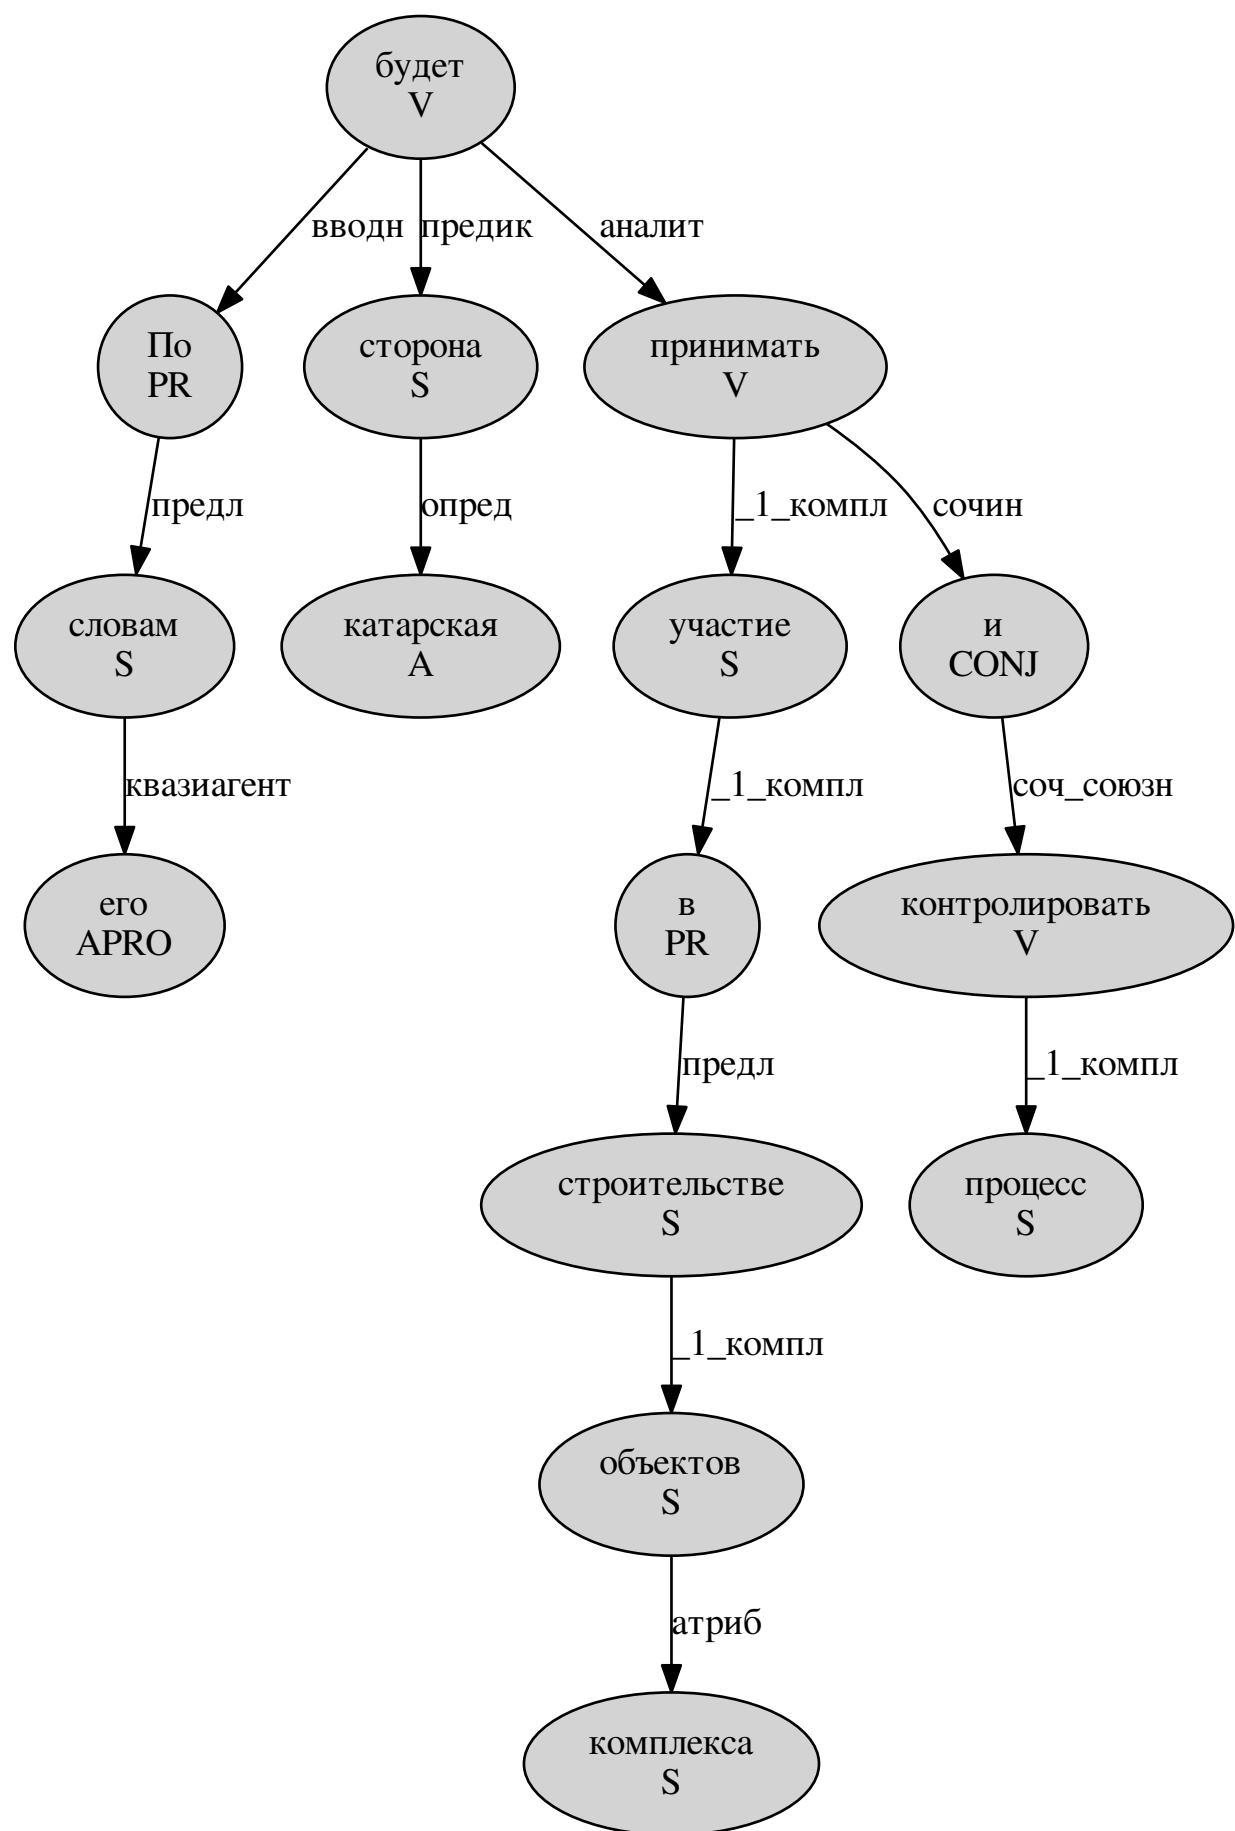 будет
V
вводн
предик
аналит
По
PR
сторона
S
принимать
V
предл
опред
_1_компл
сочин
словам
S
катарская
A
участие
S
и
CONJ
квазиагент
_1_компл
соч_союзн
его
APRO
в
PR
контролировать
V
предл
_1_компл
строительстве
S
процесс
S
_1_компл
объектов
S
атриб
комплекса
S